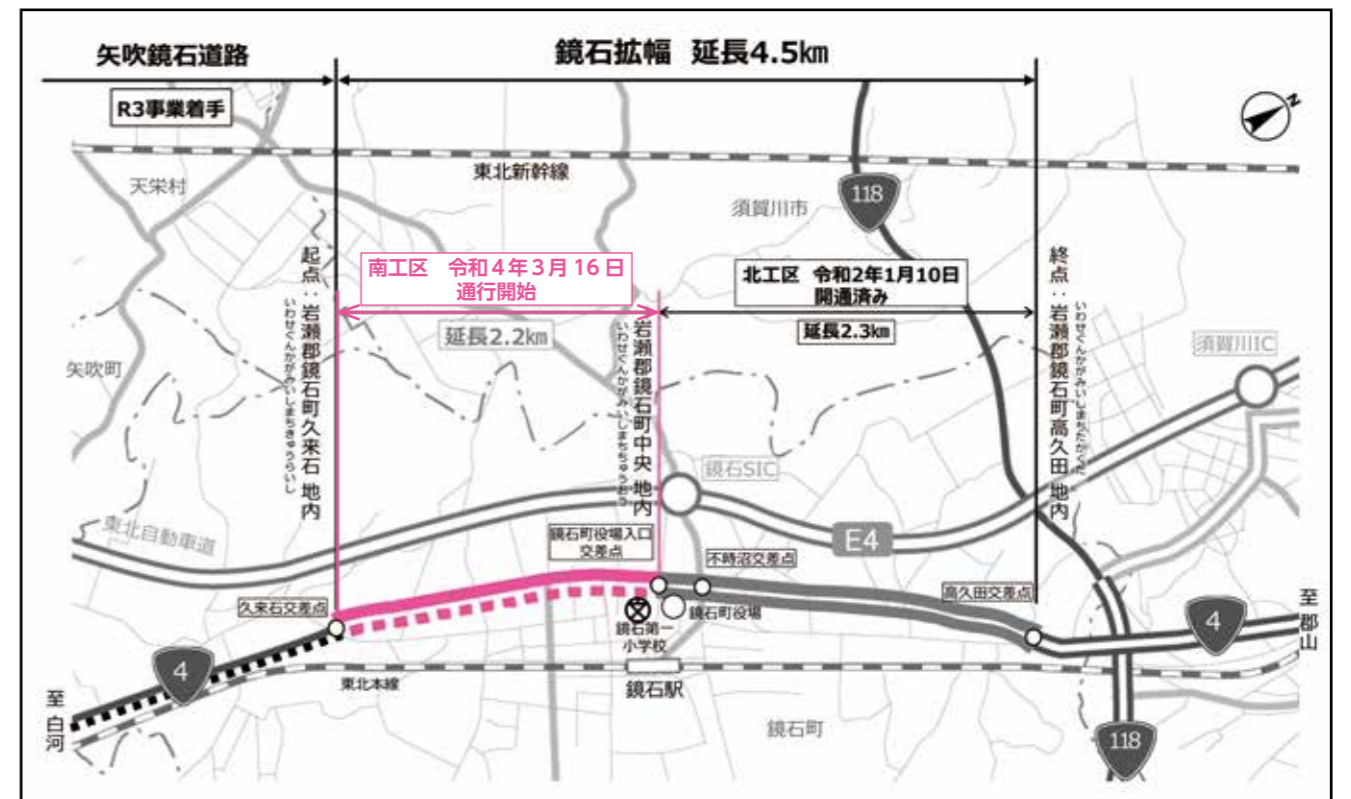 矢吹鏡石道路
鏡石拡幅 延長4.5㎞
R3事業着手
N
東北新幹線
天栄村
118
須賀川市
南工区 令和4年3月16日
通行開始
北工区 令和2年1月10日
開通済み
延長2.2㎞
延長2.3㎞
起点：岩瀬郡鏡石町久来石 地内
いわせぐんかがみいしまちきゅうらいし
岩瀬郡鏡石町中央 地内
いわせぐんかがみいしまちちゅうおう
終点：岩瀬郡鏡石町高久田 地内
いわせぐんかがみいしまちたかくだ
須賀川IC
矢吹町
鏡石SIC
東北自動車道
鏡石町役場入口
交差点
E4
不時沼交差点
久来石交差点
高久田交差点
鏡石町役場
鏡石第一
小学校
4
至郡山
4
東北本線
鏡石駅
至白河
鏡石町
118